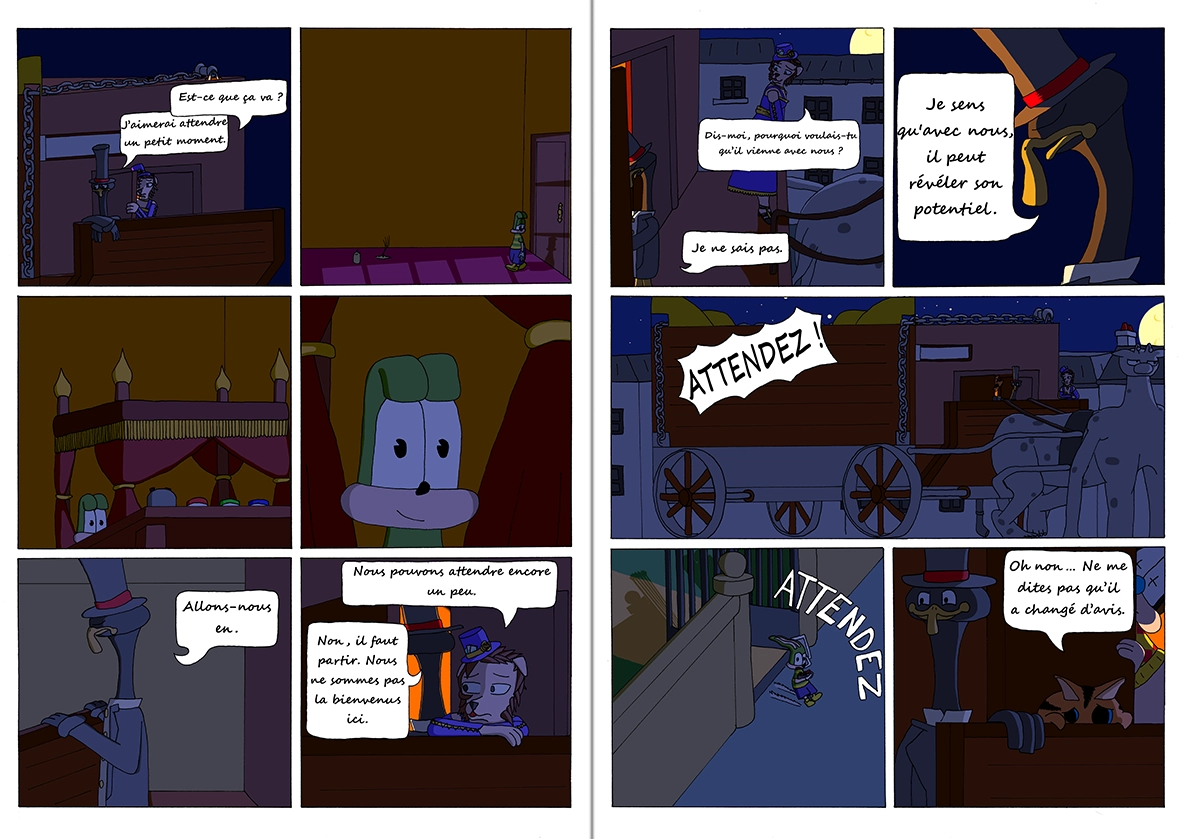 Est-ce que ça va ?
J'aimerai attendre
un petit moment.
Allons-nous
en.
Nous pouvons attendre encore
un peu.
Non, il faut
partir. Nous
ne sommes pas
la bienvenus
ici.
Dis-moi, pourquoi voulais-tu
qu'il vienne avec nous ?
Je ne sais pas.
Je sens
qu'avec nous,
il peut
révéler son
potentiel.
ATTENDEZ !
ATTENDEZ
Oh non... Ne me
dites pas qu'il
a changé d'avis.